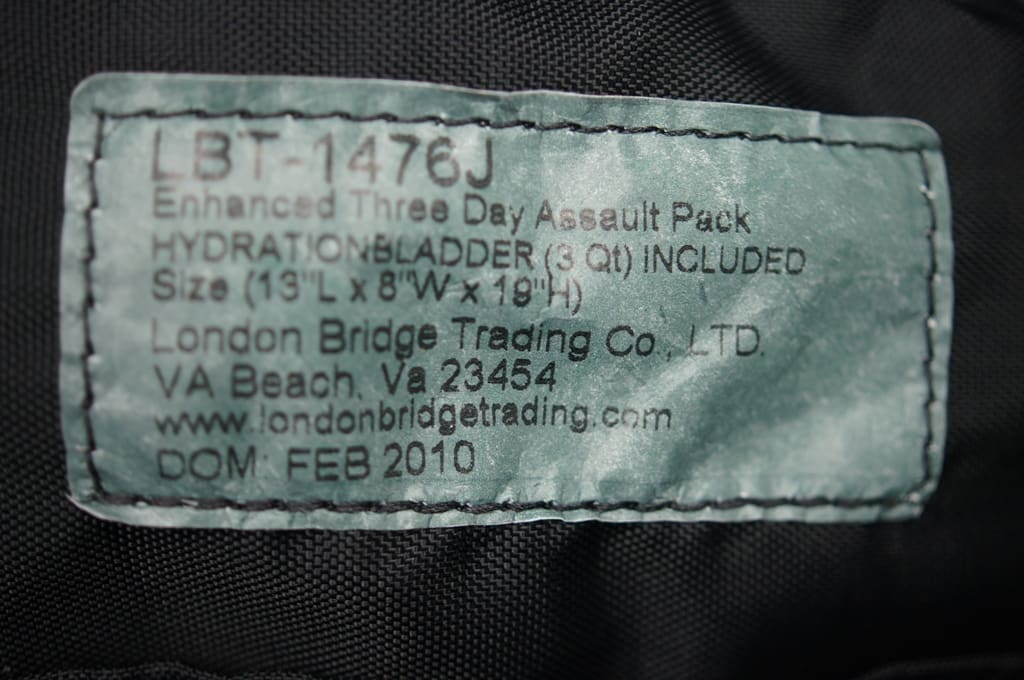 LBT-1476J
Enhanced Three Day Assault Pack
HYDRATIONBLADDER (3 Qt) INCLUDED
Size (13"L x 8"W x 19"H)
London Bridge Trading Co., LTD.
VA Beach, Va 23454
www.londonbridgetrading.com
DOM: FEB 2010